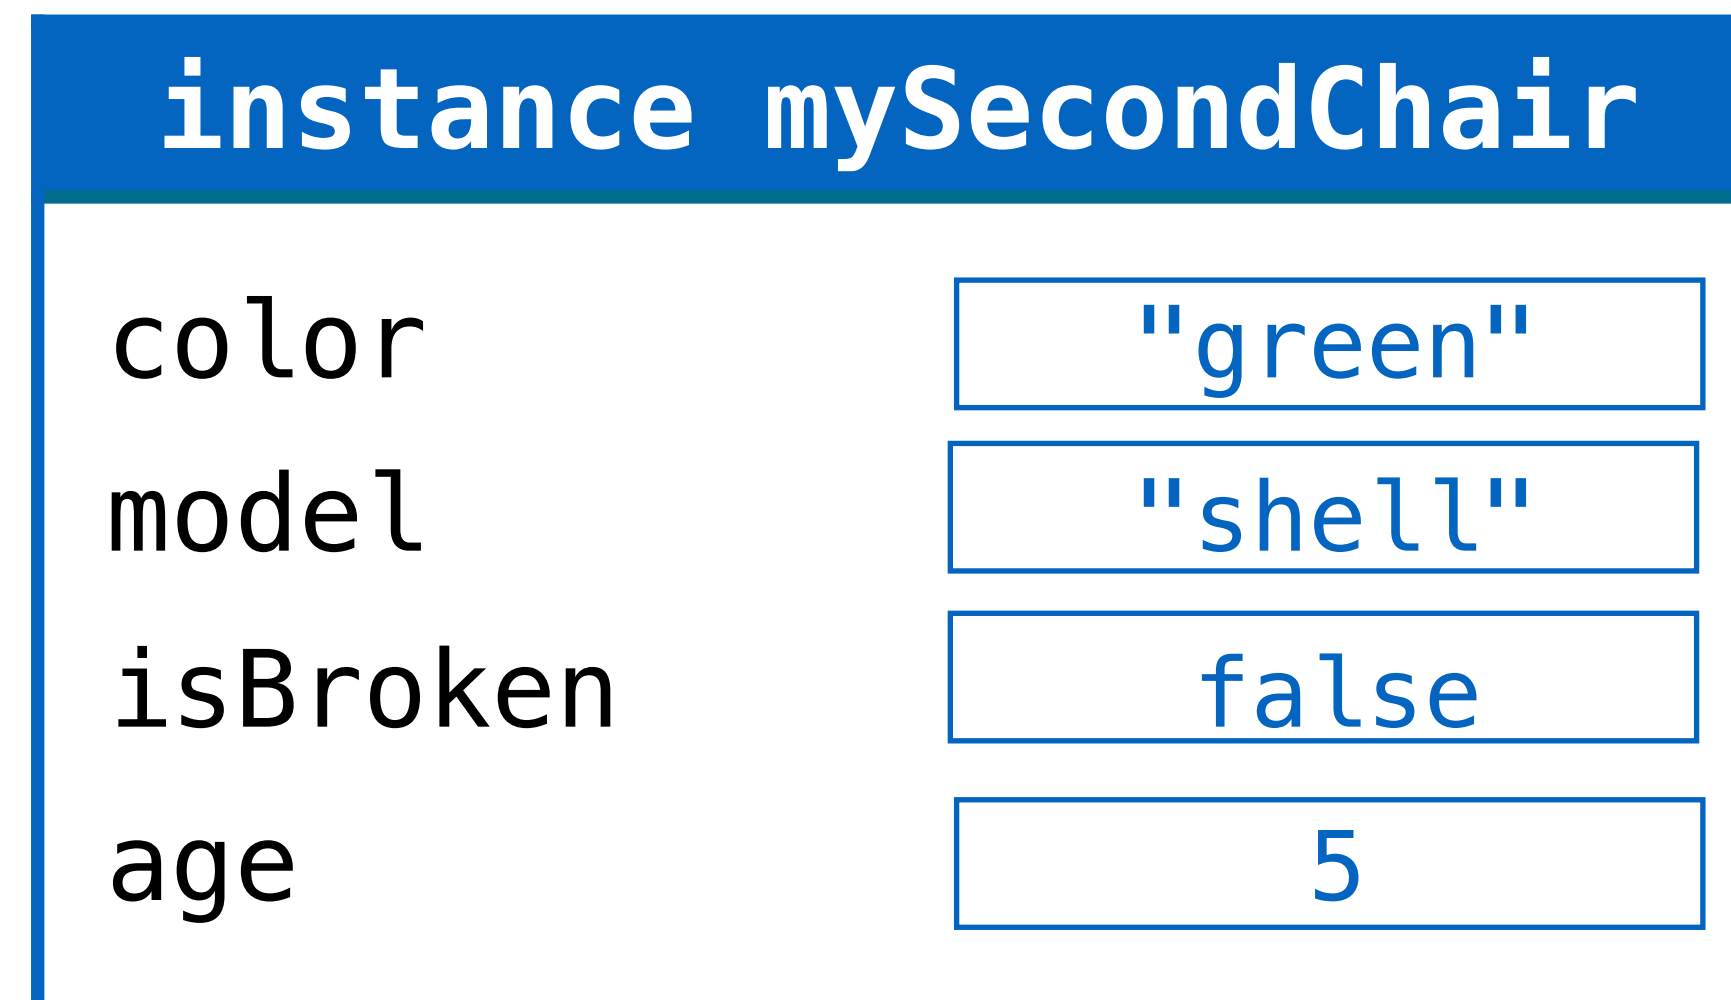 instance mySecondChair
color "green"
model "shell"
isBroken false
age 5